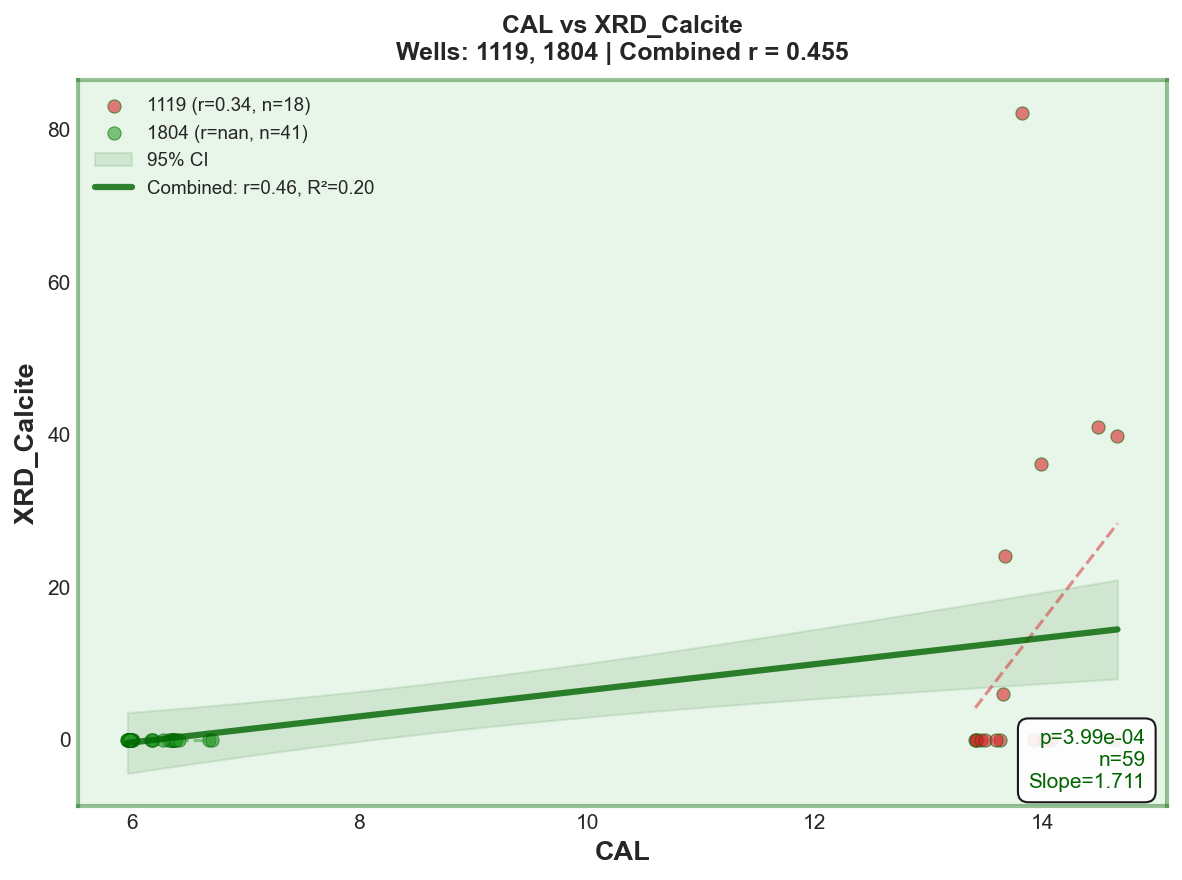 CAL vs XRD_Calcite
Wells: 1119, 1804 | Combined r = 0.455
1119 (r=0.34, n=18)
1804 (r=nan, n=41)
95% CI
Combined: r=0.46, R²=0.20
XRD_Calcite
80
60
40
20
0
p=3.99e-04
n=59
Slope=1.711
6
8
10
12
14
CAL